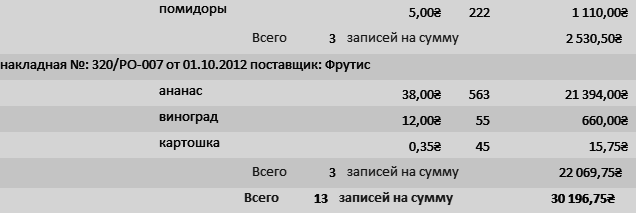 помидоры 5,00₴ 222 1 110,00₴
Всего 3 записей на сумму 2 530,50₴
накладная №: 320/РО-007 от 01.10.2012 поставщик: Фрутис
ананас 38,00₴ 563 21 394,00₴
виноград 12,00₴ 55 660,00₴
картошка 0,35₴ 45 15,75₴
Всего 3 записей на сумму 22 069,75₴
Всего 13 записей на сумму 30 196,75₴